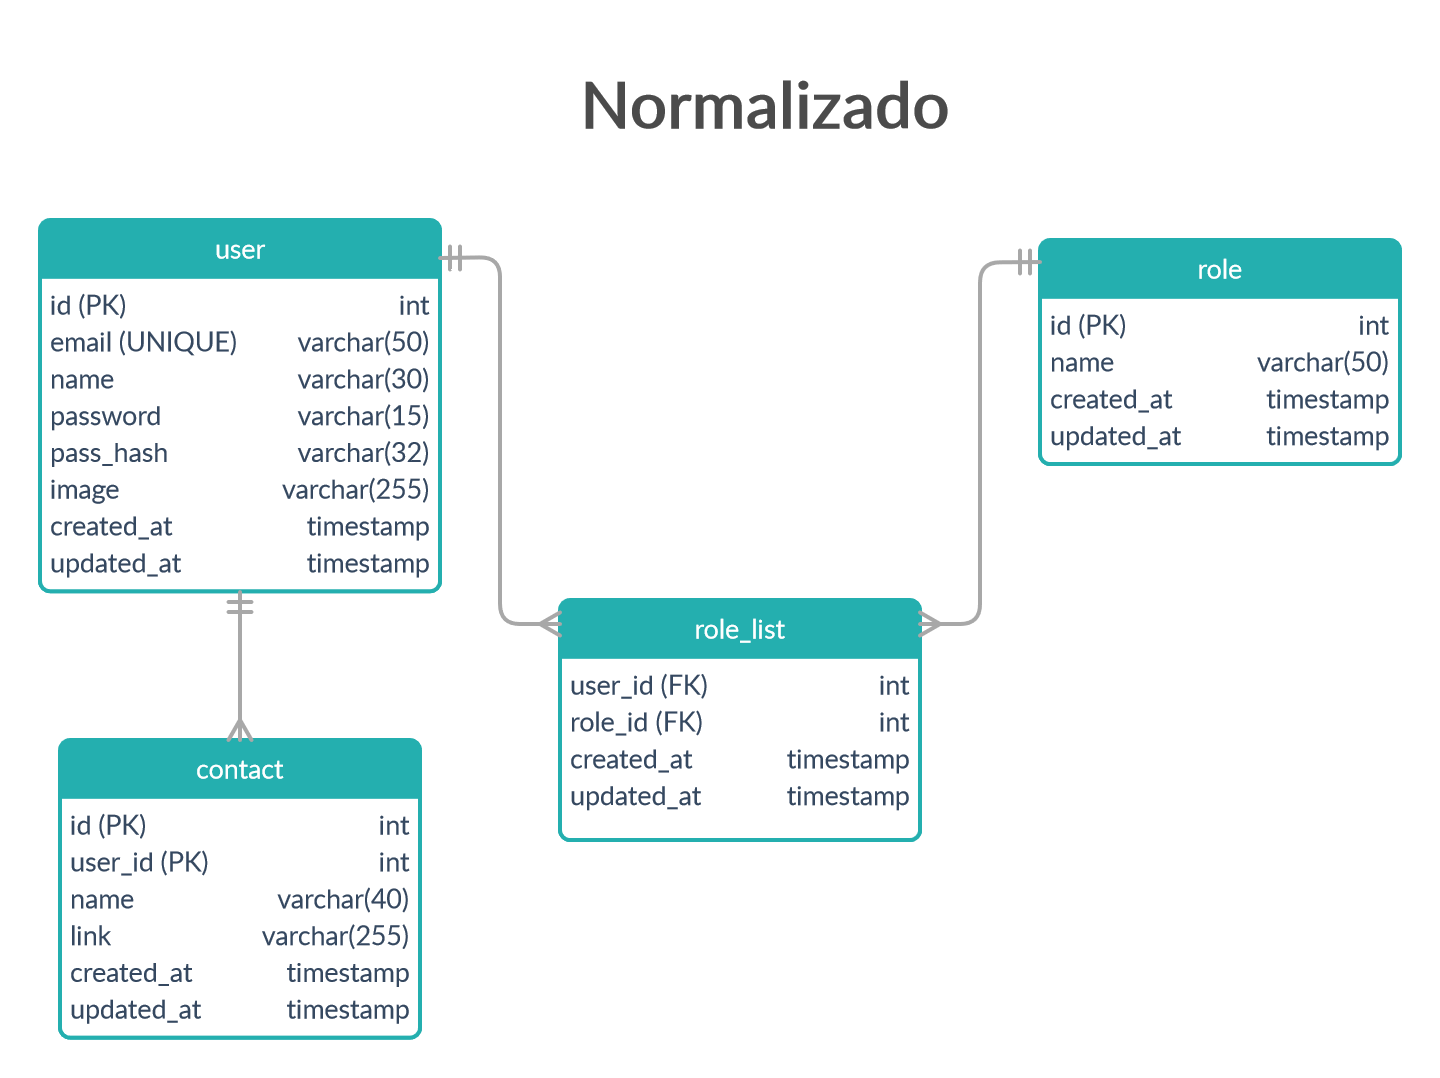 Normalizado
user
id (PK) int
email (UNIQUE) varchar(50)
name varchar(30)
password varchar(15)
pass_hash varchar(32)
image varchar(255)
created_at timestamp
updated_at timestamp
role
id (PK) int
name varchar(50)
created_at timestamp
updated_at timestamp
role_list
user_id (FK) int
role_id (FK) int
created_at timestamp
updated_at timestamp
contact
id (PK) int
user_id (PK) int
name varchar(40)
link varchar(255)
created_at timestamp
updated_at timestamp